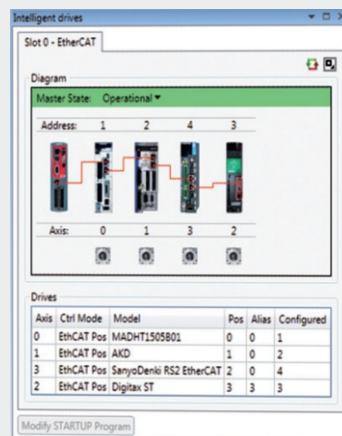 Intelligent drives
Slot 0 - EtherCAT
Diagram
Master State: Operational
Address: 1 2 4 3
Axis: 0 1 3 2
Drives
Axis Ctrl Mode Model Pos Alias Configured
0 EthCAT Pos MADHT1505B01 0 0 1
1 EthCAT Pos AKD 1 0 2
3 EthCAT Pos SanyoDenki RS2 EtherCAT 2 0 4
2 EthCAT Pos Digitax ST 3 3 3
Modify STARTUP Program